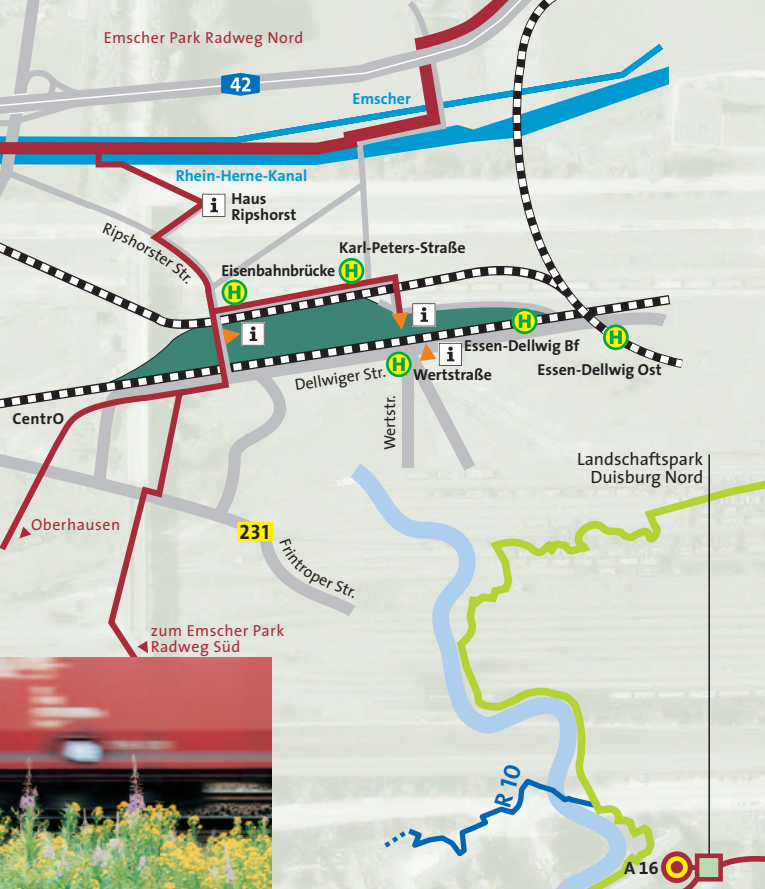 Emscher Park Radweg Nord
42
Emscher
Rhein-Herne-Kanal
i
Haus
Ripshorst
Ripshorster Str.
Karl-Peters-Straße
Eisenbahnbrücke
H
H
i
i
H
Essen-Dellwig Bf
H
Essen-Dellwig Ost
i
H
Wertstraße
Dellwiger Str.
Wertstr.
CentrO
Landschaftspark
Duisburg Nord
Oberhausen
231
Frintroper Str.
zum Emscher Park
Radweg Süd
R 10
A 16